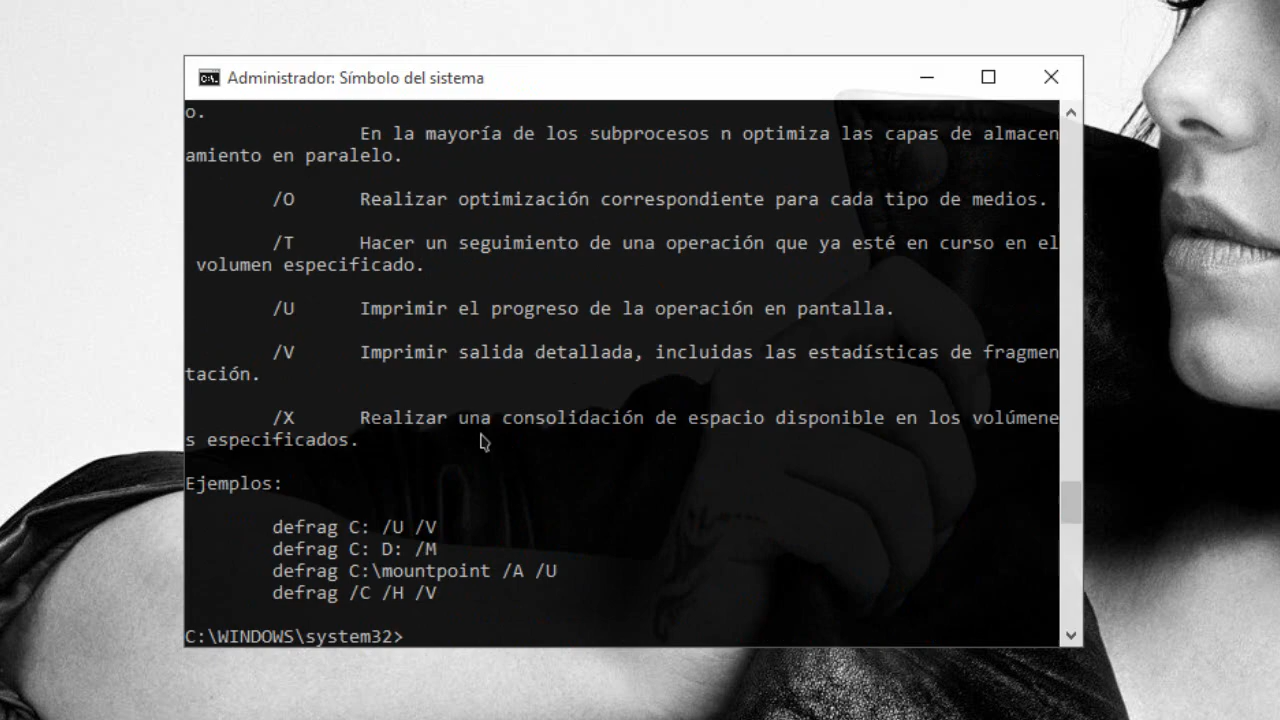 Administrador: Símbolo del sistema
o.
En la mayoría de los subprocesos n optimiza las capas de almacen
amiento en paralelo.
/O Realizar optimización correspondiente para cada tipo de medios.
/T Hacer un seguimiento de una operación que ya esté en curso en el
volumen especificado.
/U Imprimir el progreso de la operación en pantalla.
/V Imprimir salida detallada, incluidas las estadísticas de fragmen
tación.
/X Realizar una consolidación de espacio disponible en los volúmene
s especificados.
Ejemplos:
defrag C: /U /V
defrag C: D: /M
defrag C:\mountpoint /A /U
defrag /C /H /V
C:\WINDOWS\system32>